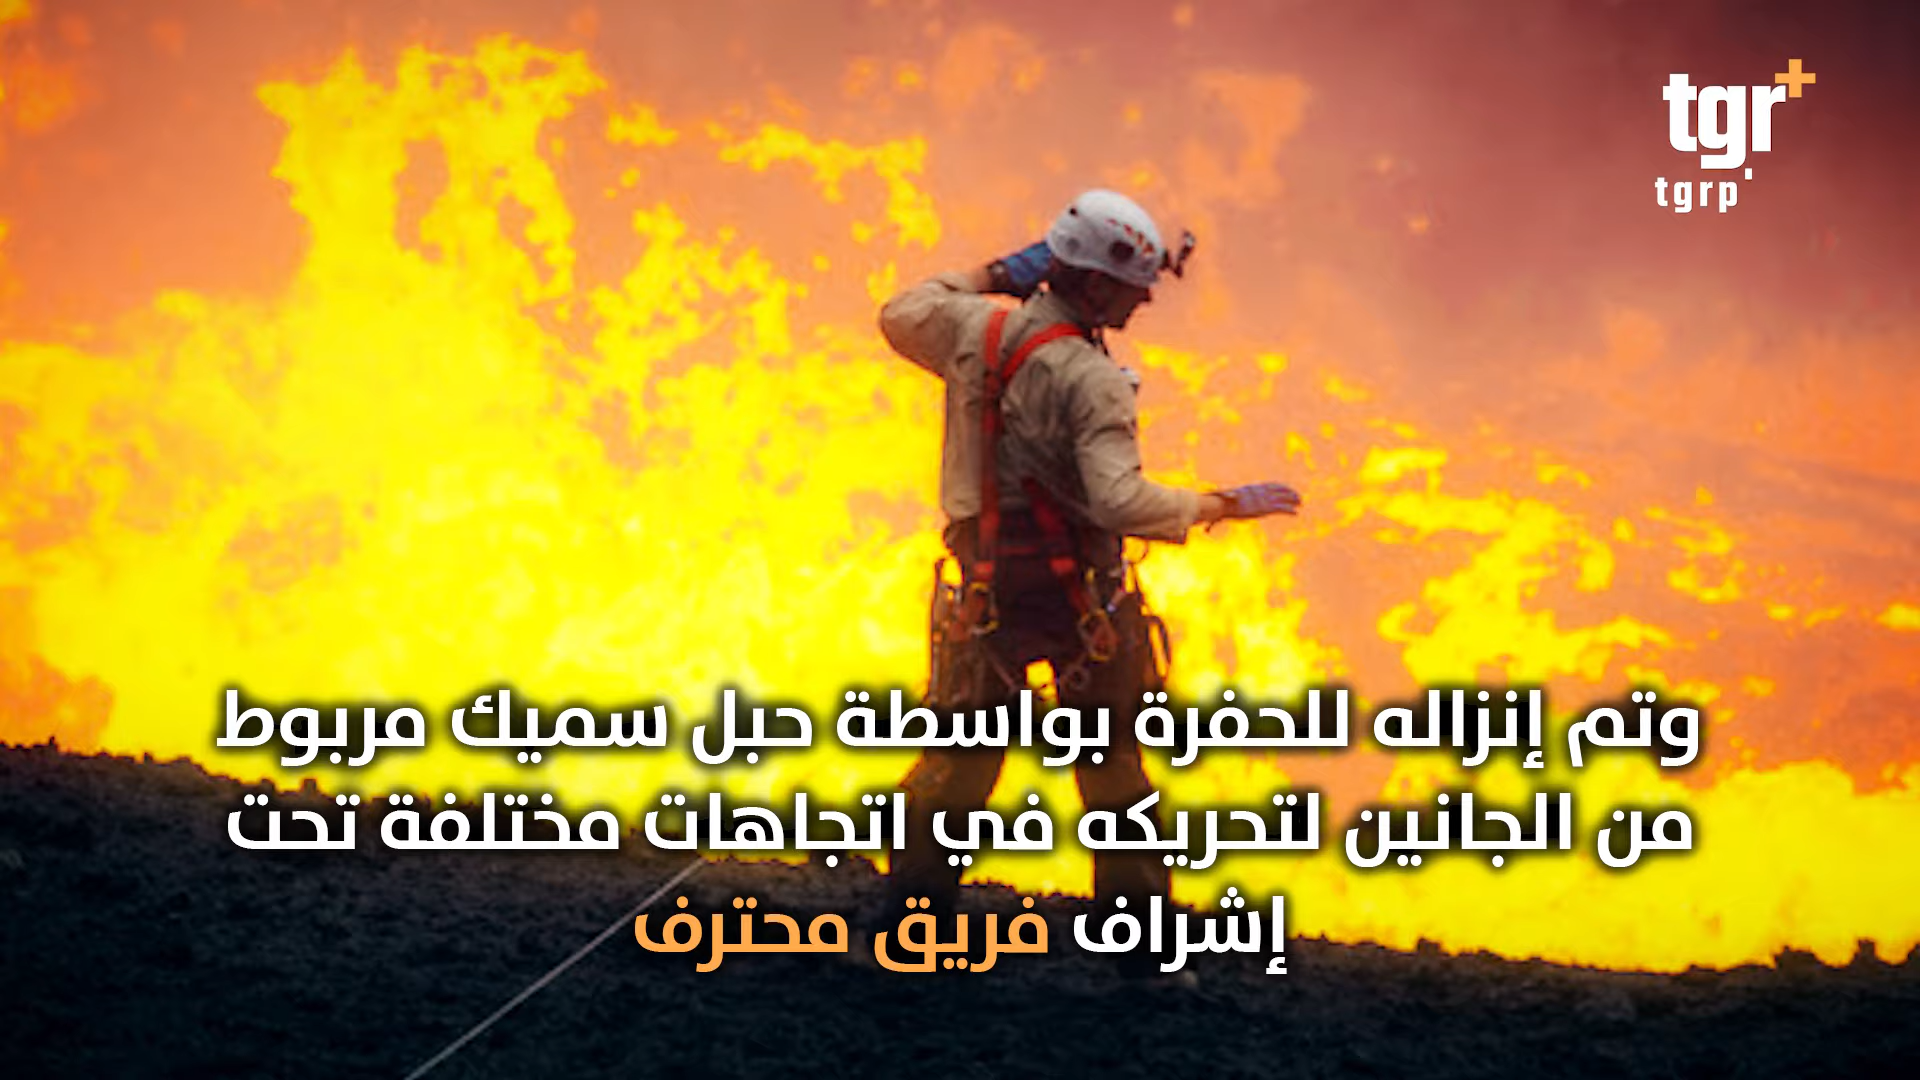 tgr+
tgrp'
وتم إنزاله للحفرة بواسطة حبل سميك مربوط
من الجانين لتحريكه في اتجاهات مختلفة تحت
إشراف فريق محترف